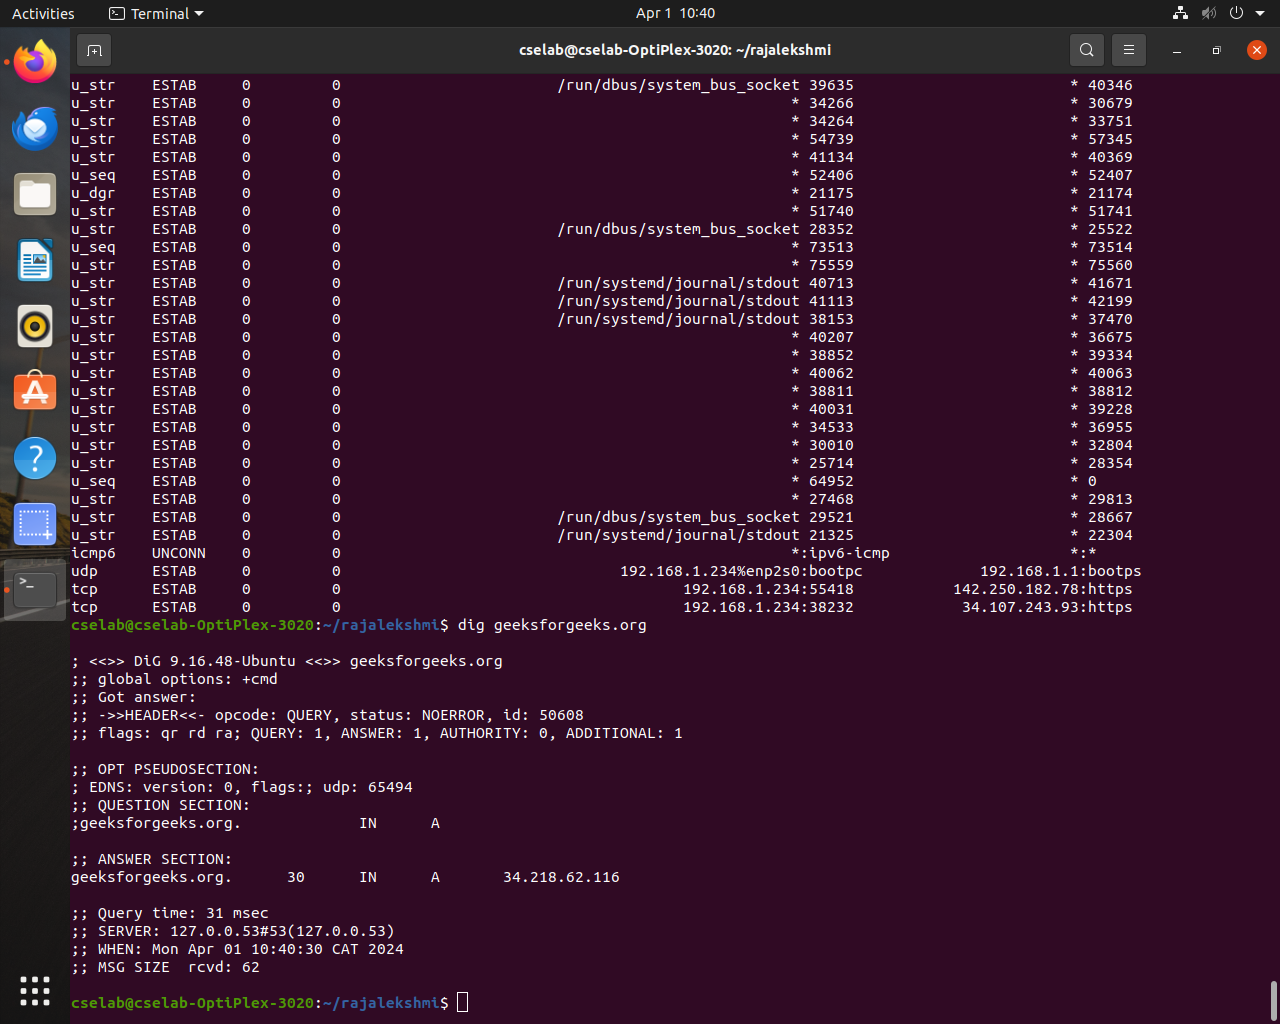 Activities Terminal Apr 1 10:40
cselab@cselab-OptiPlex-3020: ~/rajalekshmi
u_str ESTAB 0 0 /run/dbus/system_bus_socket 39635 * 40346
u_str ESTAB 0 0 * 34266 * 30679
u_str ESTAB 0 0 * 34264 * 33751
u_str ESTAB 0 0 * 54739 * 57345
u_str ESTAB 0 0 * 41134 * 40369
u_seq ESTAB 0 0 * 52406 * 52407
u_dgr ESTAB 0 0 * 21175 * 21174
u_str ESTAB 0 0 * 51740 * 51741
u_str ESTAB 0 0 /run/dbus/system_bus_socket 28352 * 25522
u_seq ESTAB 0 0 * 73513 * 73514
u_str ESTAB 0 0 * 75559 * 75560
u_str ESTAB 0 0 /run/systemd/journal/stdout 40713 * 41671
u_str ESTAB 0 0 /run/systemd/journal/stdout 41113 * 42199
u_str ESTAB 0 0 /run/systemd/journal/stdout 38153 * 37470
u_str ESTAB 0 0 * 40207 * 36675
u_str ESTAB 0 0 * 38852 * 39334
u_str ESTAB 0 0 * 40062 * 40063
u_str ESTAB 0 0 * 38811 * 38812
u_str ESTAB 0 0 * 40031 * 39228
u_str ESTAB 0 0 * 34533 * 36955
u_str ESTAB 0 0 * 30010 * 32804
u_str ESTAB 0 0 * 25714 * 28354
u_seq ESTAB 0 0 * 64952 * 0
u_str ESTAB 0 0 * 27468 * 29813
u_str ESTAB 0 0 /run/dbus/system_bus_socket 29521 * 28667
u_str ESTAB 0 0 /run/systemd/journal/stdout 21325 * 22304
icmp6 UNCONN 0 0 *:ipv6-icmp *:*
udp ESTAB 0 0 192.168.1.234%enp2s0:bootpc 192.168.1.1:bootps
tcp ESTAB 0 0 192.168.1.234:55418 142.250.182.78:https
tcp ESTAB 0 0 192.168.1.234:38232 34.107.243.93:https
cselab@cselab-OptiPlex-3020:~/rajalekshmi$ dig geeksforgeeks.org
; <<>> DiG 9.16.48-Ubuntu <<>> geeksforgeeks.org
;; global options: +cmd
;; Got answer:
;; ->>HEADER<<- opcode: QUERY, status: NOERROR, id: 50608
;; flags: qr rd ra; QUERY: 1, ANSWER: 1, AUTHORITY: 0, ADDITIONAL: 1
;; OPT PSEUDOSECTION:
; EDNS: version: 0, flags:; udp: 65494
;; QUESTION SECTION:
;geeksforgeeks.org. IN A
;; ANSWER SECTION:
geeksforgeeks.org. 30 IN A 34.218.62.116
;; Query time: 31 msec
;; SERVER: 127.0.0.53#53(127.0.0.53)
;; WHEN: Mon Apr 01 10:40:30 CAT 2024
;; MSG SIZE rcvd: 62
cselab@cselab-OptiPlex-3020:~/rajalekshmi$